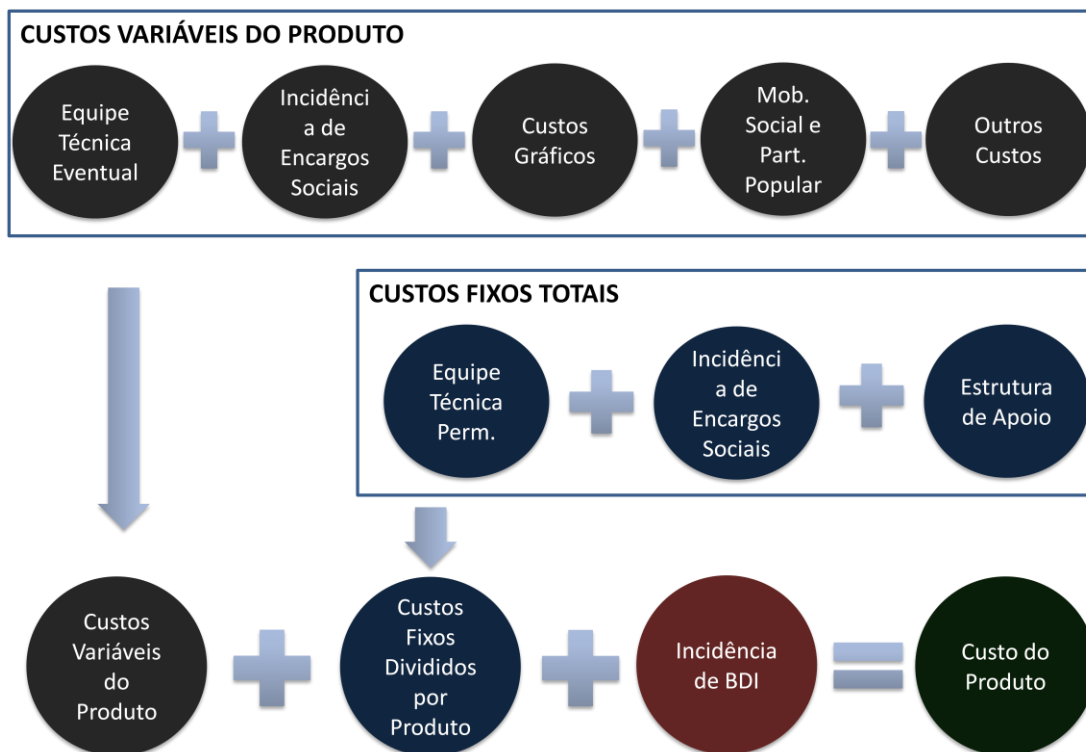 CUSTOS VARIÁVEIS DO PRODUTO
Equipe
Técnica
Eventual
Incidênci
a de
Encargos
Sociais
Custos
Gráficos
Mob.
Social e
Part.
Popular
Outros
Custos
CUSTOS FIXOS TOTAIS
Equipe
Técnica
Perm.
Incidênci
a de
Encargos
Sociais
Estrutura
de Apoio
Custos
Variáveis
do
Produto
Custos
Fixos
Divididos
por
Produto
Incidência
de BDI
Custo do
Produto